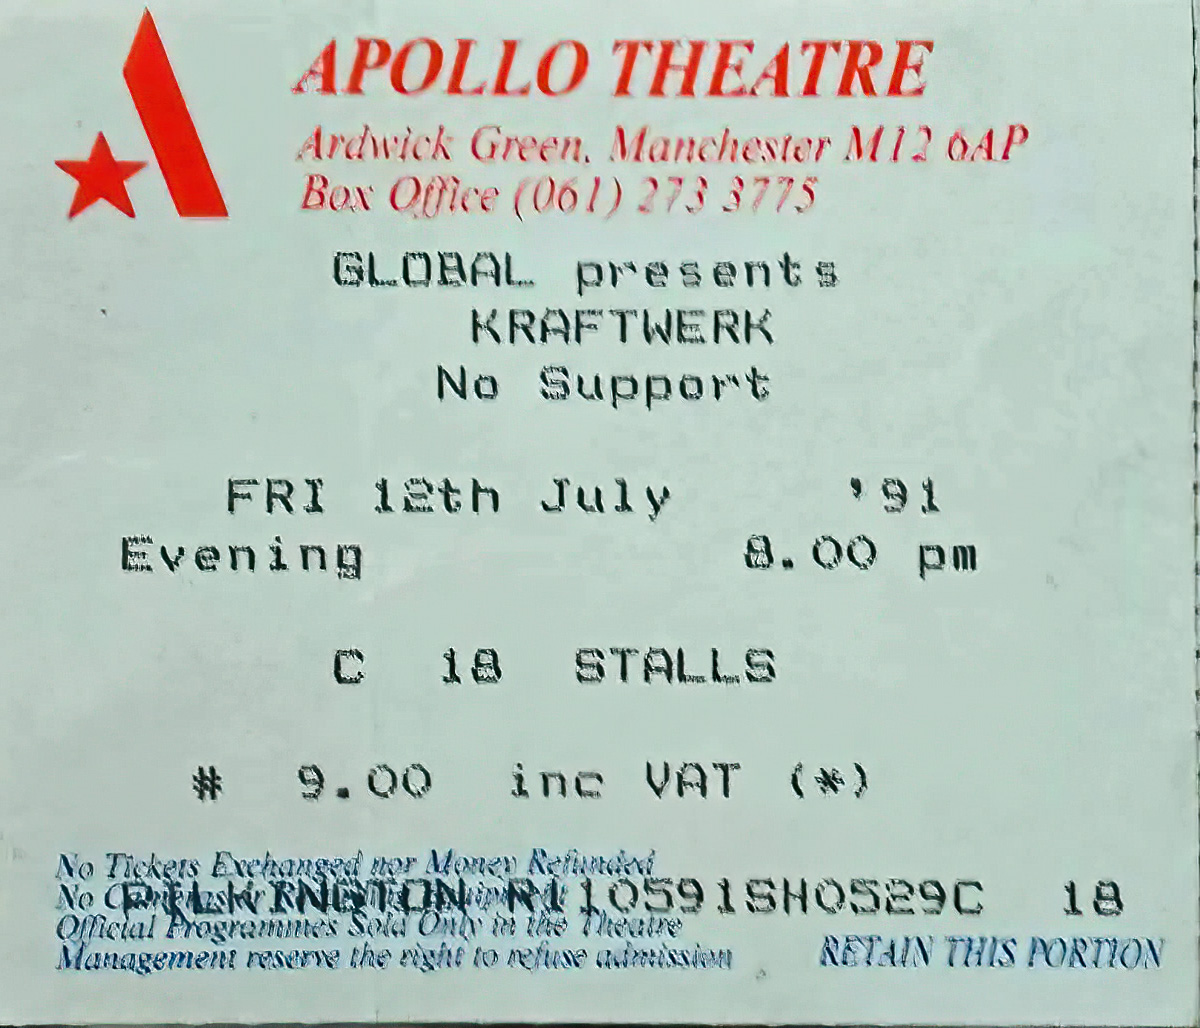 APOLLO THEATRE
Ardwick Green, Manchester M12 6AP
Box Office (061) 273 3775
GLOBAL presents
KRAFTWERK
No Support
FRI 12th July '91
Evening 8.00 pm
C 18 STALLS
# 9.00 inc VAT (*)
No Tickets Exchanged nor Money Refunded
No
PILKINGTON R110591SH0529C 18
Official Programmes Sold Only in the Theatre
Management reserve the right to refuse admission
RETAIN THIS PORTION